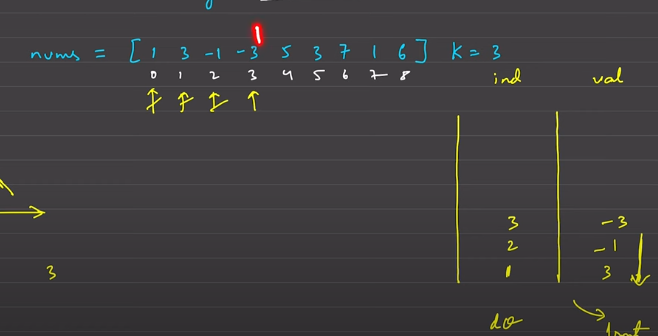 nums = [ 1 3 -1 -3 5 3 7 1 6 ] K = 3
0 1 2 3 4 5 6 7 8
ind val
3 -3
2 -1
3 1 3
dq